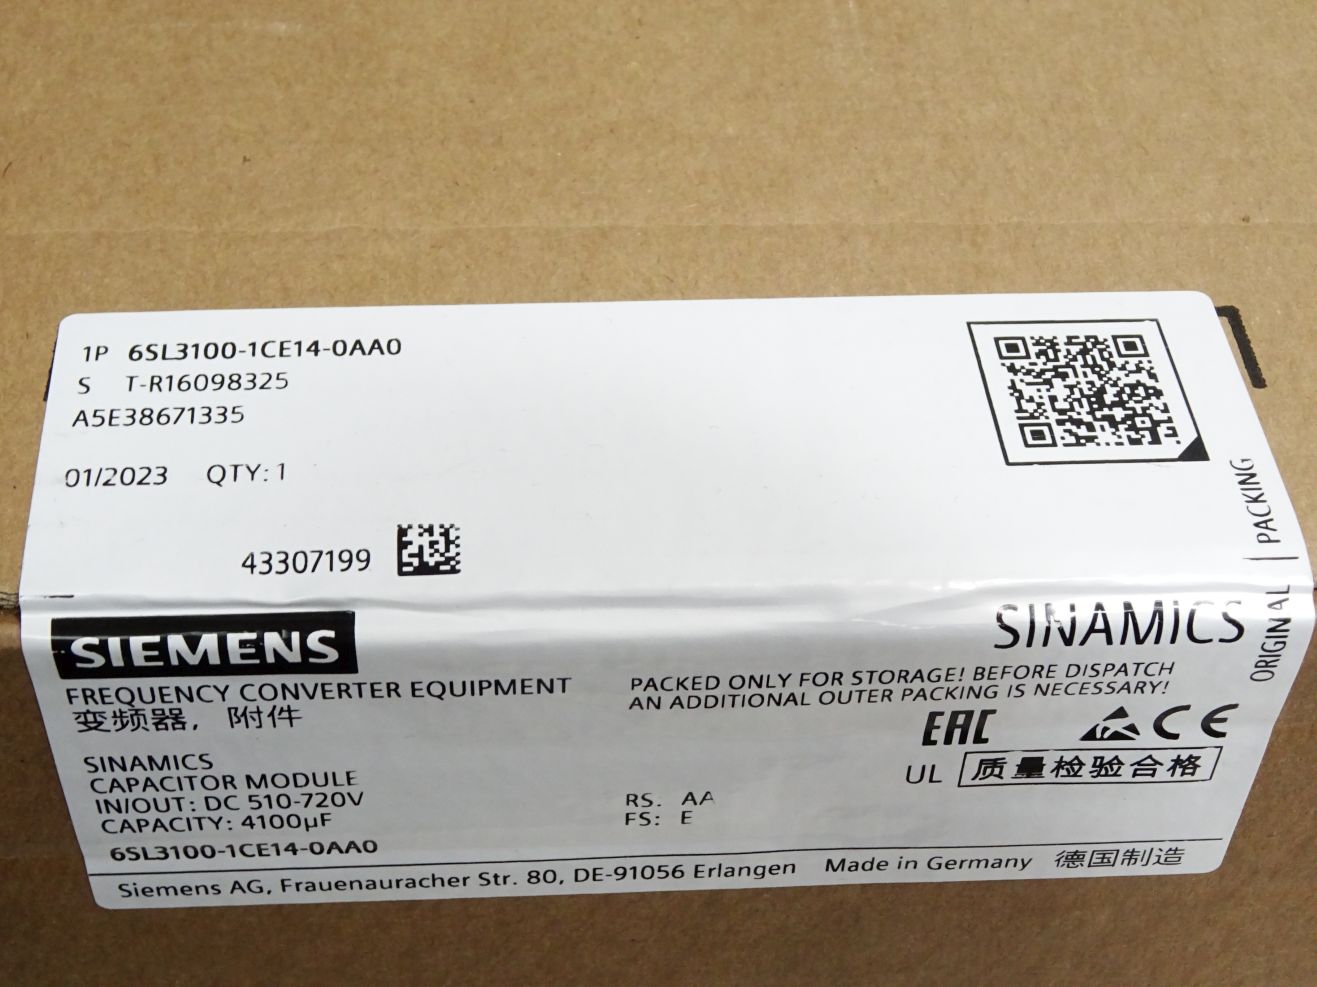 1P 6SL3100-1CE14-0AA0
S T-R16098325
A5E38671335
01/2023 QTY: 1
43307199
ORIGINAL | PACKING
SIEMENS
SINAMICS
FREQUENCY CONVERTER EQUIPMENT
变频器，附件
PACKED ONLY FOR STORAGE! BEFORE DISPATCH
AN ADDITIONAL OUTER PACKING IS NECESSARY!
EAC CE
UL 质量检验合格
SINAMICS
CAPACITOR MODULE
IN/OUT: DC 510-720V
CAPACITY: 4100µF
6SL3100-1CE14-0AA0
RS. AA
FS: E
Siemens AG, Frauenauracher Str. 80, DE-91056 Erlangen Made in Germany 德国制造